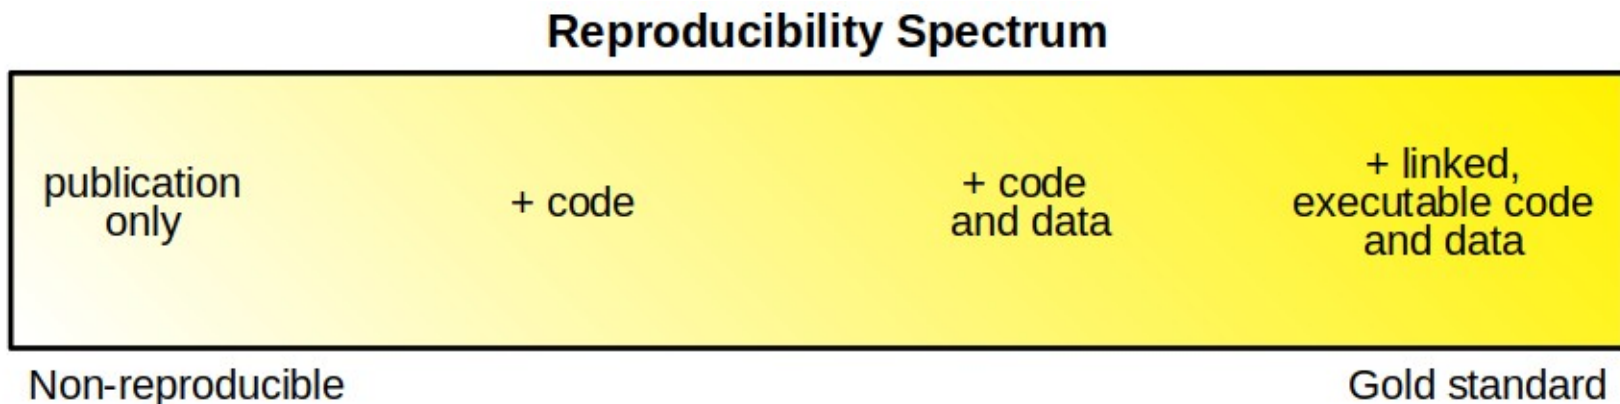 Reproducibility Spectrum
publication
only
+ code
+ code
and data
+ linked,
executable code
and data
Non-reproducible
Gold standard